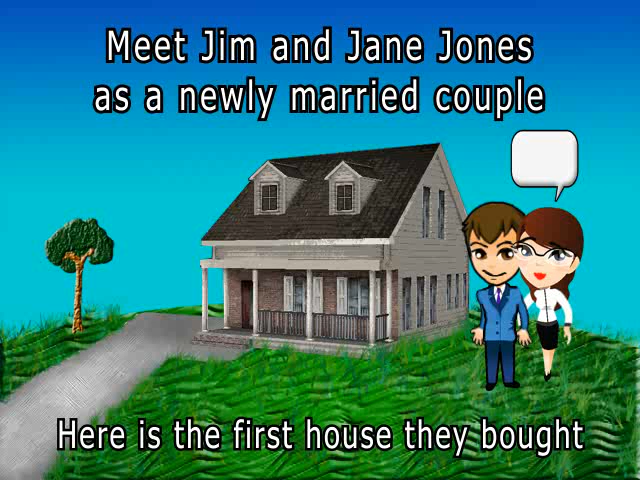 Meet Jim and Jane Jones
as a newly married couple
Here is the first house they bought